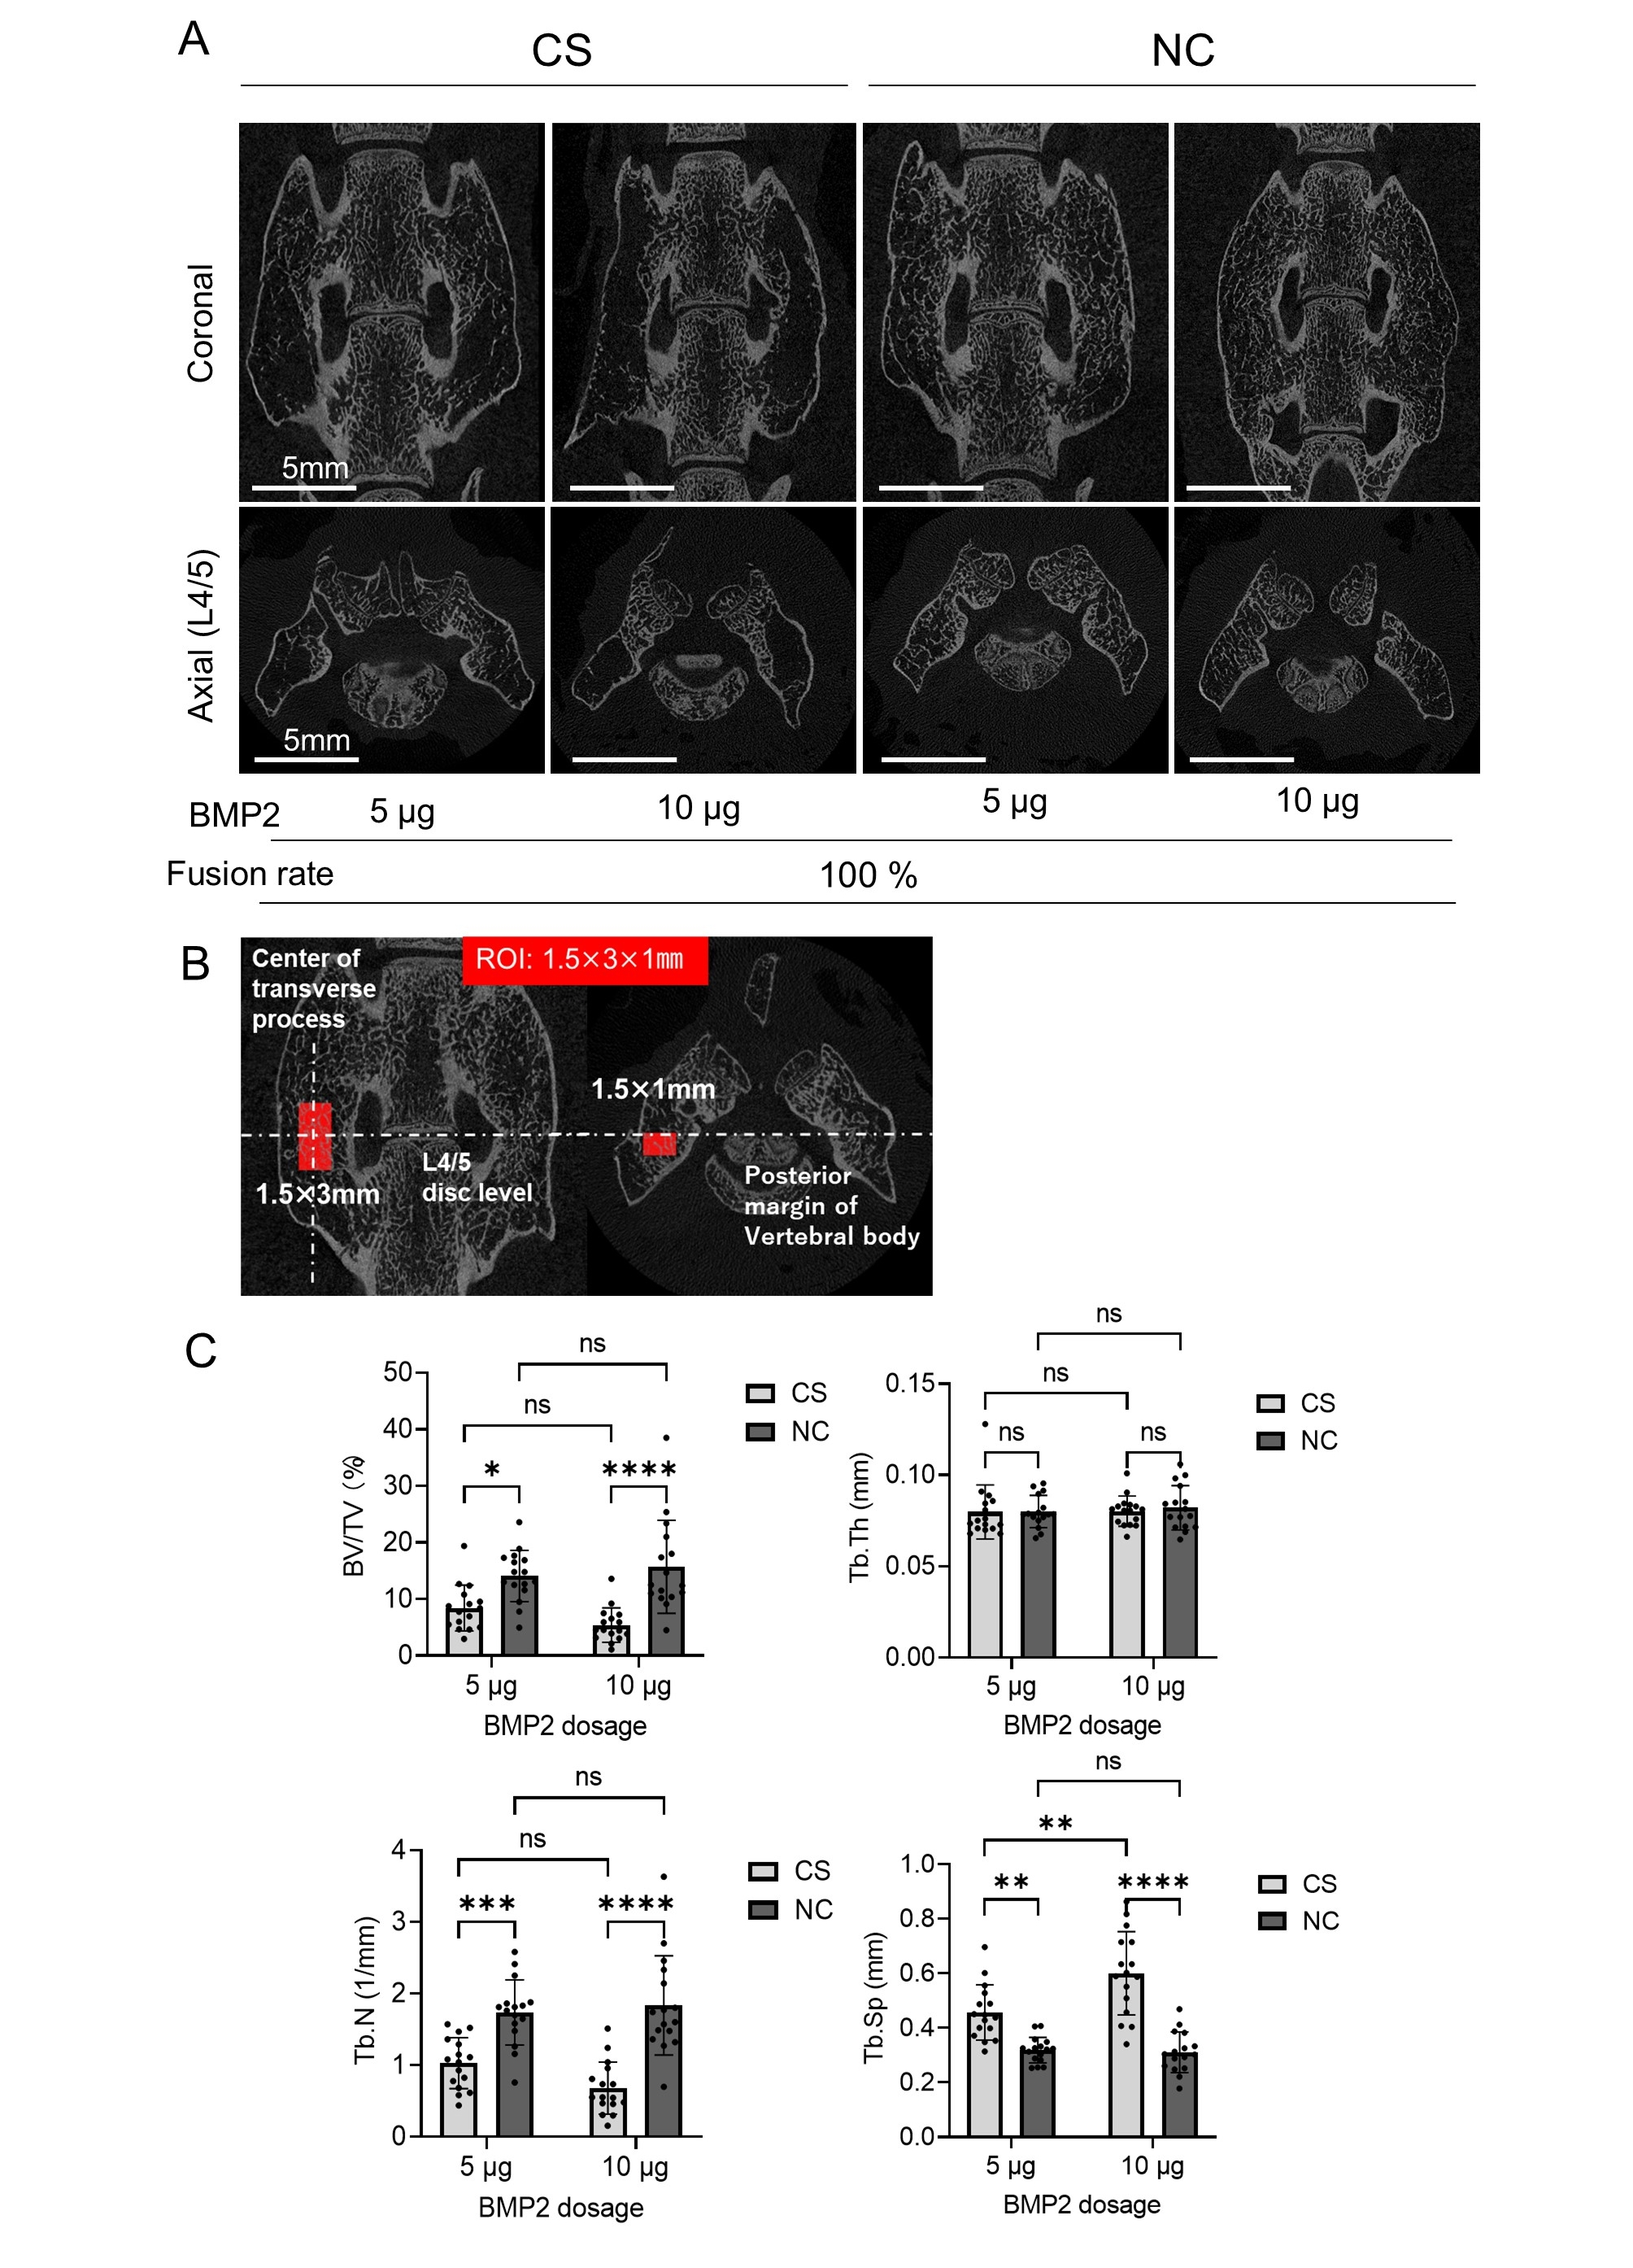 A
CS
NC
Coronal
5mm
Axial (L4/5)
5mm
BMP2
5 µg
10 µg
5 µg
10 µg
Fusion rate
100 %
B
Center of
transverse
process
ROI: 1.5×3×1㎜
1.5×3mm
L4/5
disc level
1.5×1mm
Posterior
margin of
Vertebral body
C
ns
ns
*
****
50
40
30
20
10
0
BV/TV (%)
5 µg
10 µg
BMP2 dosage
CS
NC
ns
ns
ns
ns
0.15
0.10
0.05
0.00
Tb.Th (mm)
5 µg
10 µg
BMP2 dosage
CS
NC
ns
ns
***
****
4
3
2
1
0
Tb.N (1/mm)
5 µg
10 µg
BMP2 dosage
CS
NC
ns
**
**
****
1.0
0.8
0.6
0.4
0.2
0.0
Tb.Sp (mm)
5 µg
10 µg
BMP2 dosage
CS
NC